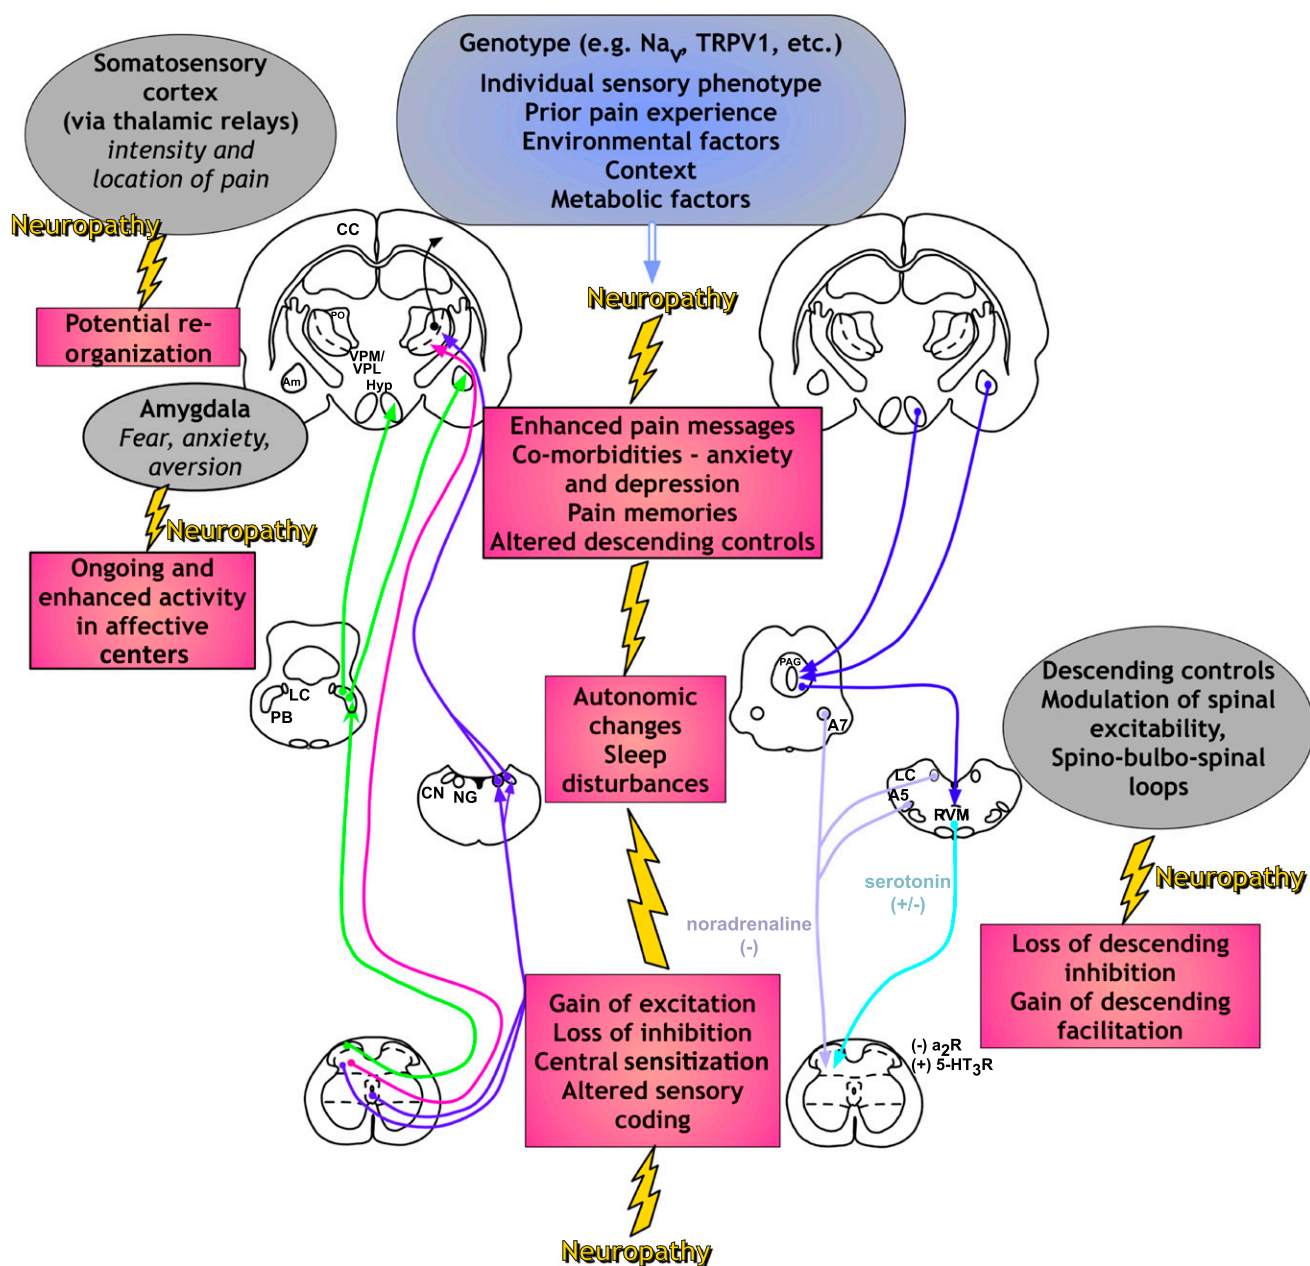 Somatosensory
cortex
(via thalamic relays)
intensity and
location of pain
Genotype (e.g. Nav, TRPV1, etc.)
Individual sensory phenotype
Prior pain experience
Environmental factors
Context
Metabolic factors
Neuropathy
Potential re-
organization
CC
PO
VPM/
VPL
Hyp
Am
Neuropathy
Amygdala
Fear, anxiety,
aversion
Neuropathy
Ongoing and
enhanced activity
in affective
centers
Enhanced pain messages
Co-morbidities - anxiety
and depression
Pain memories
Altered descending controls
LC
PB
CN NG
Autonomic
changes
Sleep
disturbances
PAG
A7
LC
A5
RVM
Descending controls
Modulation of spinal
excitability,
Spino-bulbo-spinal
loops
Neuropathy
serotonin
(+/-)
noradrenaline
(-)
Loss of descending
inhibition
Gain of descending
facilitation
Gain of excitation
Loss of inhibition
Central sensitization
Altered sensory
coding
(-) a2R
(+) 5-HT3R
Neuropathy